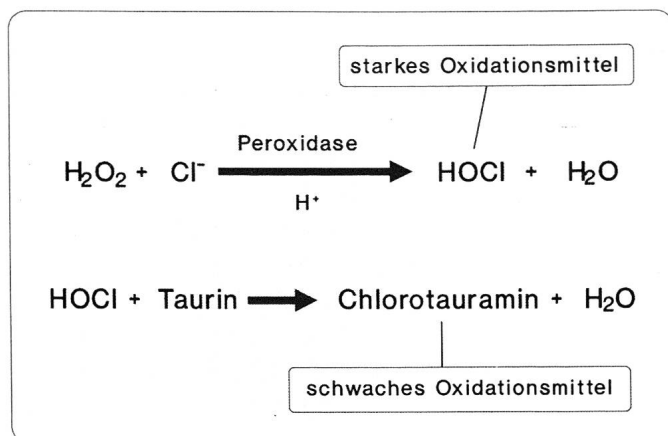 starkes Oxidationsmittel
Peroxidase
H₂O₂ + Cl⁻ HOCl + H₂O
H⁺
HOCl + Taurin Chlorotauramin + H₂O
schwaches Oxidationsmittel